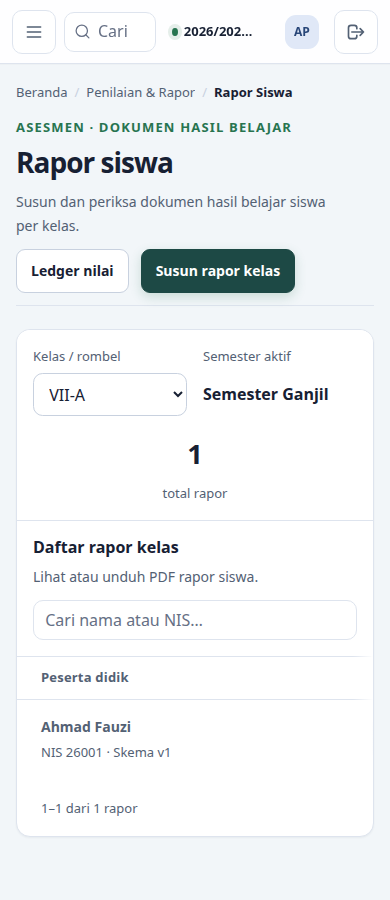 Cari
2026/202...
AP
Beranda / Penilaian & Rapor / Rapor Siswa
ASESMEN · DOKUMEN HASIL BELAJAR
Rapor siswa
Susun dan periksa dokumen hasil belajar siswa
per kelas.
Ledger nilai
Susun rapor kelas
Kelas / rombel
Semester aktif
VII-A
Semester Ganjil
1
total rapor
Daftar rapor kelas
Lihat atau unduh PDF rapor siswa.
Cari nama atau NIS...
Peserta didik
Ahmad Fauzi
NIS 26001 · Skema v1
1–1 dari 1 rapor